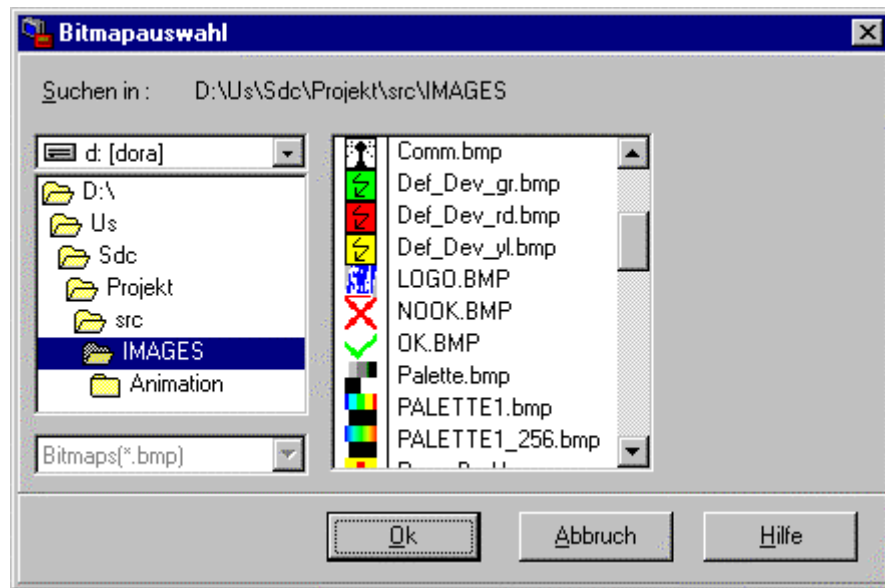 Bitmapauswahl
Suchen in : D:\Us\Sdc\Projekt\src\IMAGES
d: [dora]
D:\
Us
Sdc
Projekt
src
IMAGES
Animation
Bitmaps(*.bmp)
Comm.bmp
Def_Dev_gr.bmp
Def_Dev_rd.bmp
Def_Dev_yl.bmp
LOGO.BMP
NOOK.BMP
OK.BMP
Palette.bmp
PALETTE1.bmp
PALETTE1_256.bmp
Ok
Abbruch
Hilfe